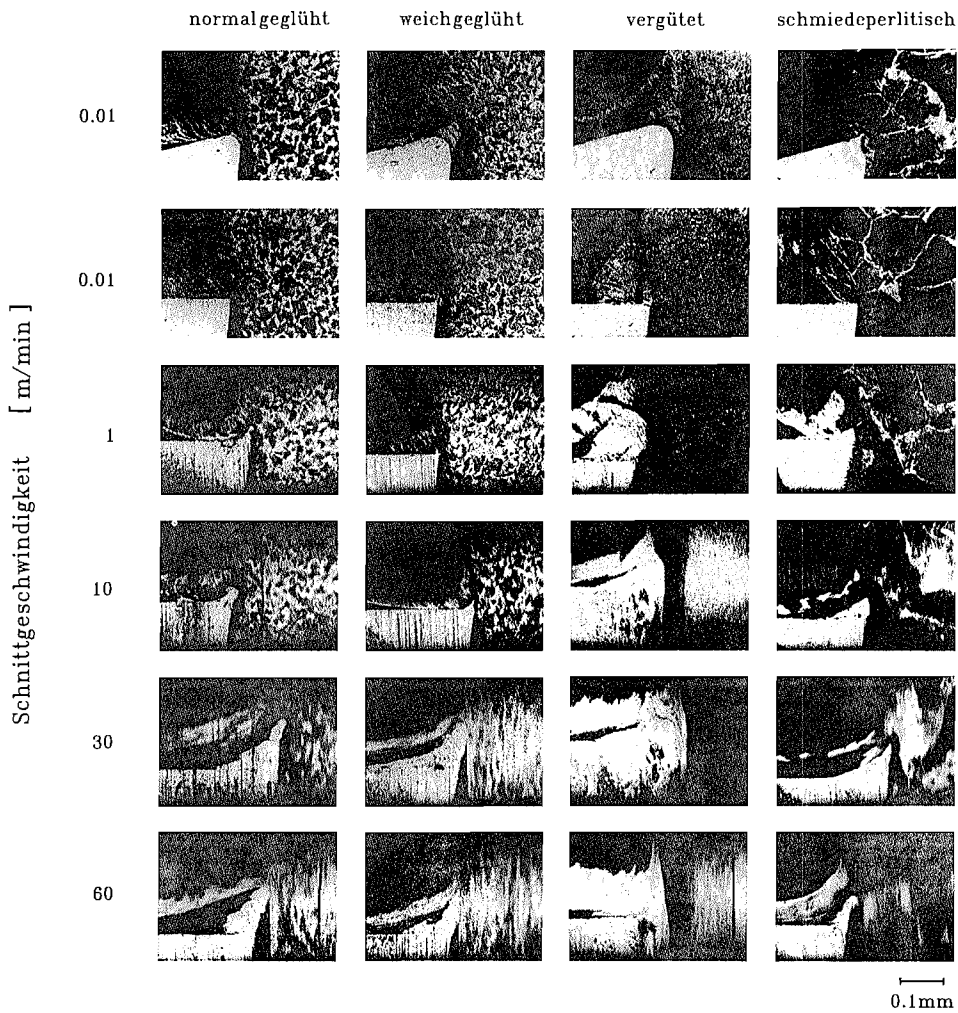 normalgeglüht weichgeglüht vergütet schmiedeperlitisch
0.01
0.01
1
10
30
60
Schnittgeschwindigkeit [m/min]
0.1mm